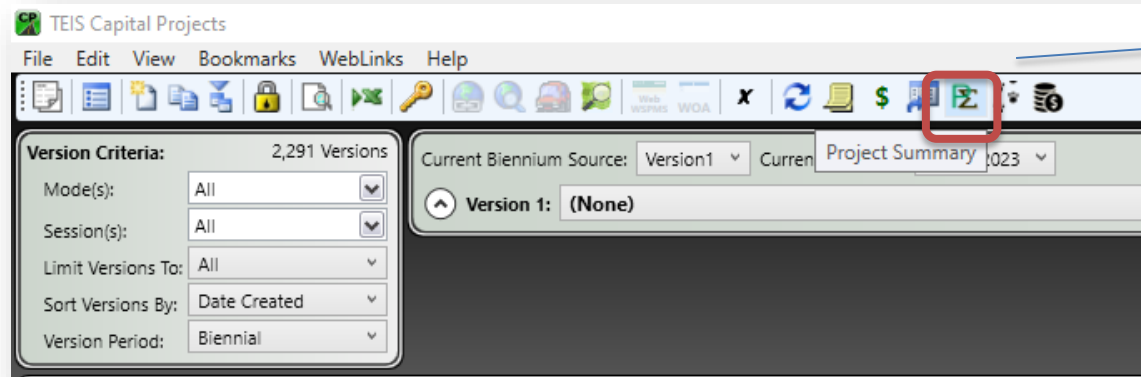 CP TEIS Capital Projects
File Edit View Bookmarks WebLinks Help
Web WSPMS WOA x $ PΣ
Version Criteria: 2,291 Versions
Mode(s): All
Session(s): All
Limit Versions To: All
Sort Versions By: Date Created
Version Period: Biennial
Current Biennium Source: Version1 Curren
Project Summary
2023
Version 1: (None)